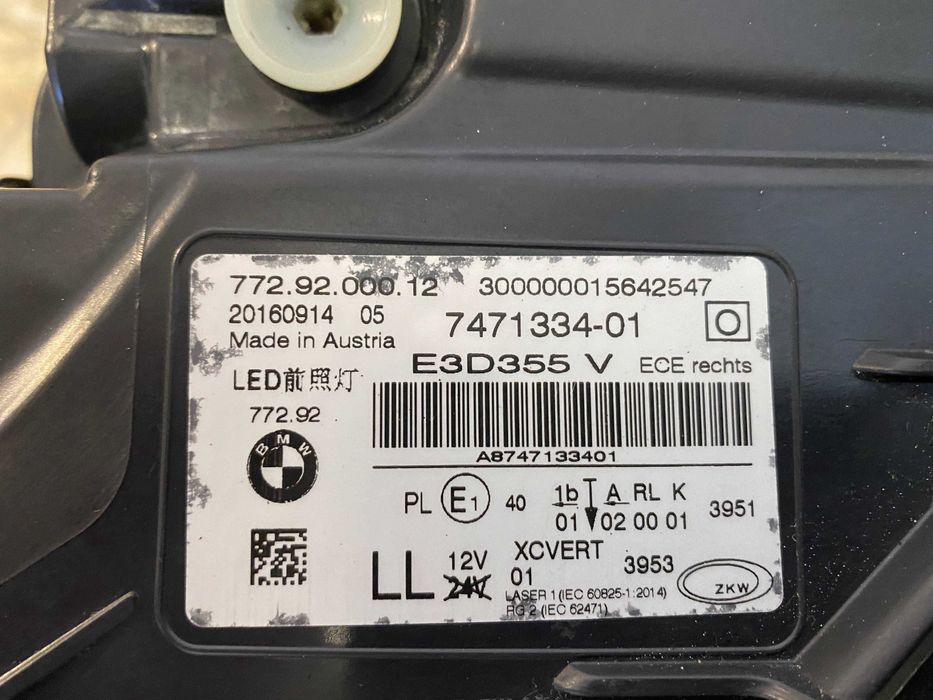 772.92.000.12 300000015642547
20160914 05 7471334-01 O
Made in Austria
E3D355 V ECE rechts
LED前照灯
772.92
BMW
A8747133401
PL E1 40 1b A RL K 3951
01 02 00 01
LL 12V XCVERT 3953
24V 01
LASER 1 (IEC 60825-1:2014)
RG 2 (IEC 62471)
ZKW